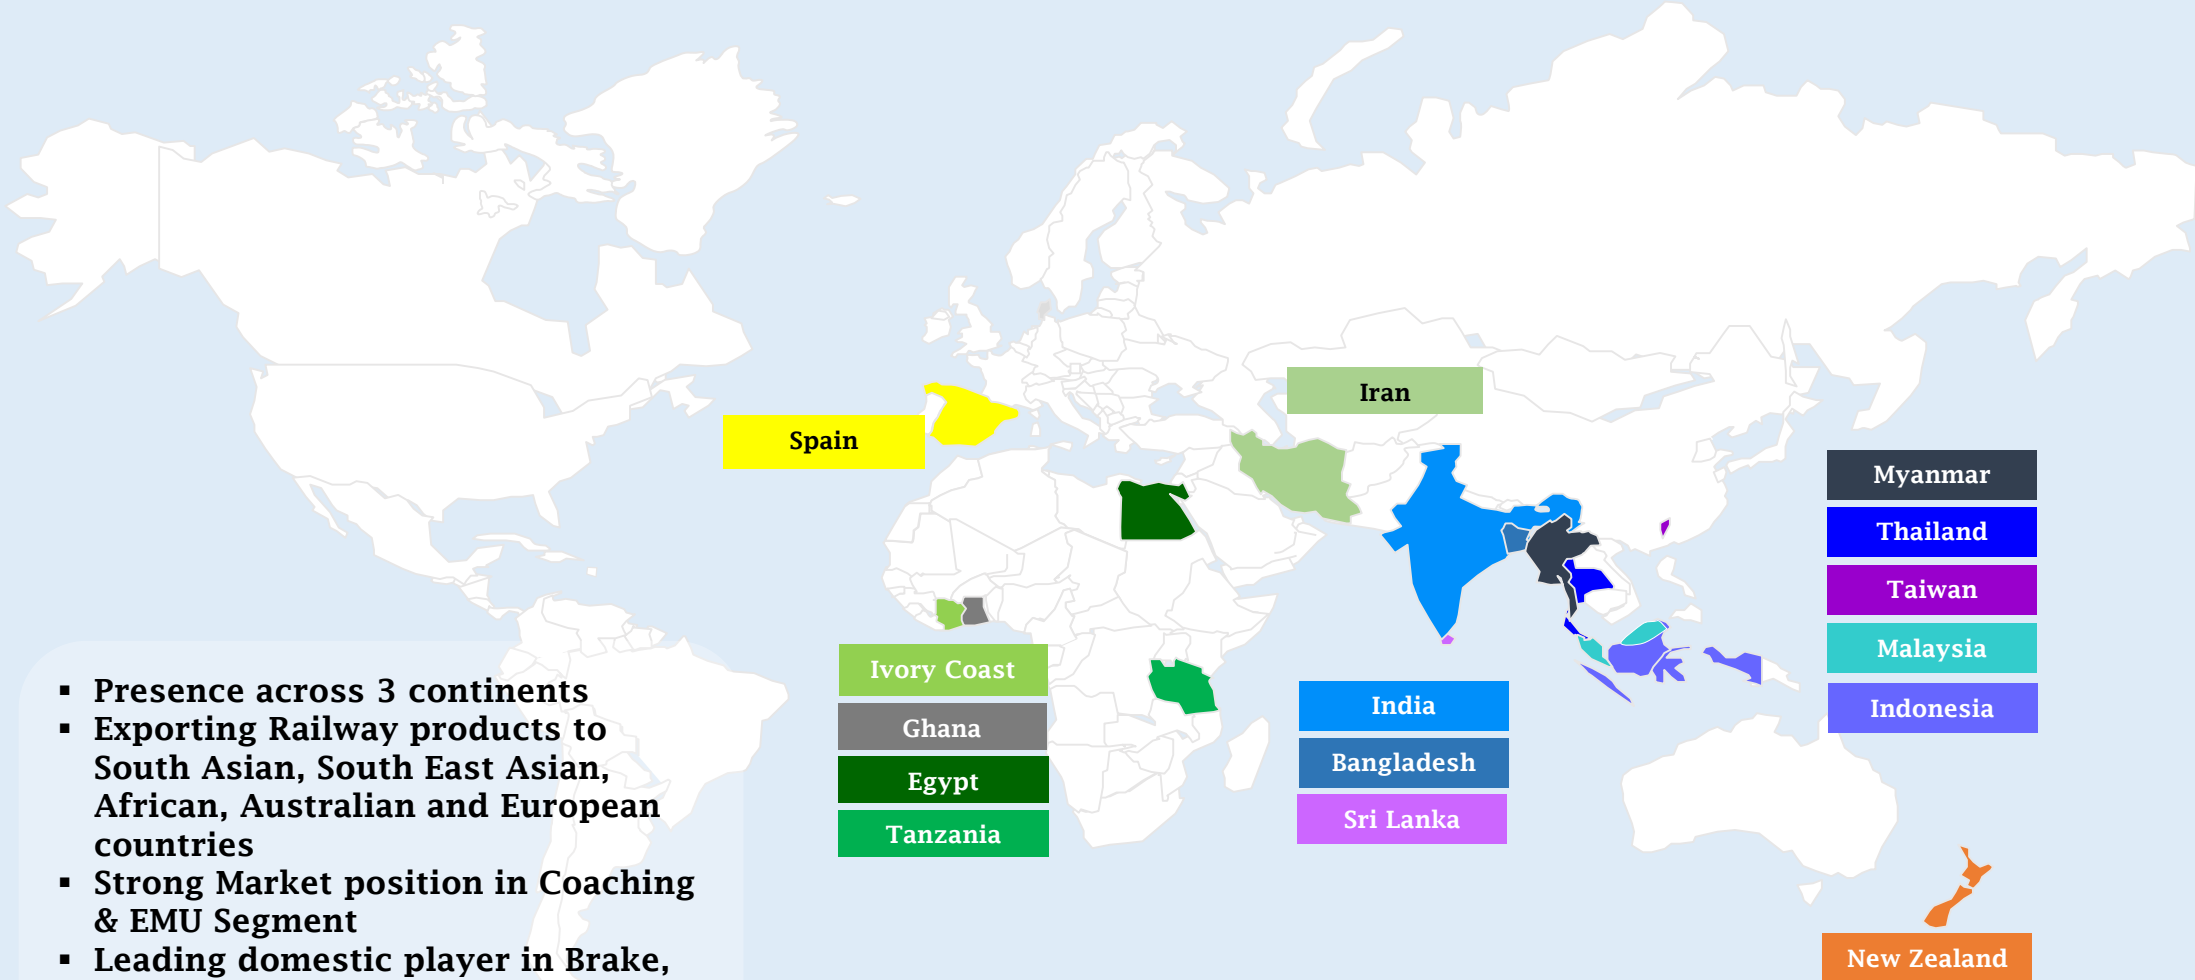 Iran
Spain
Myanmar
Thailand
Taiwan
Malaysia
Indonesia
Ivory Coast
Ghana
Egypt
Tanzania
India
Bangladesh
Sri Lanka
New Zealand
▪ Presence across 3 continents
▪ Exporting Railway products to
South Asian, South East Asian,
African, Australian and European
countries
▪ Strong Market position in Coaching
& EMU Segment
▪ Leading domestic player in Brake,